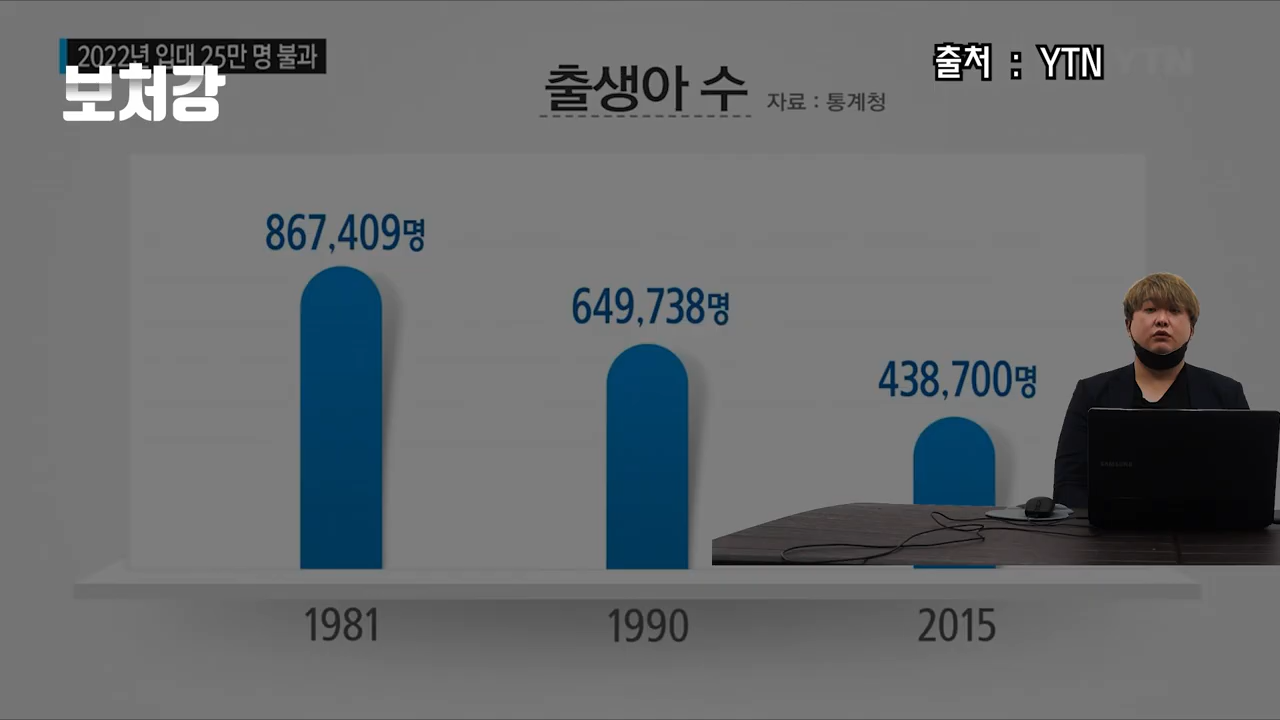 2022년 입대 25만 명 불과
보처강
출처 : YTN
YTN
출생아 수
자료 : 통계청
867,409명
649,738명
438,700명
SAMSUNG
1981
1990
2015